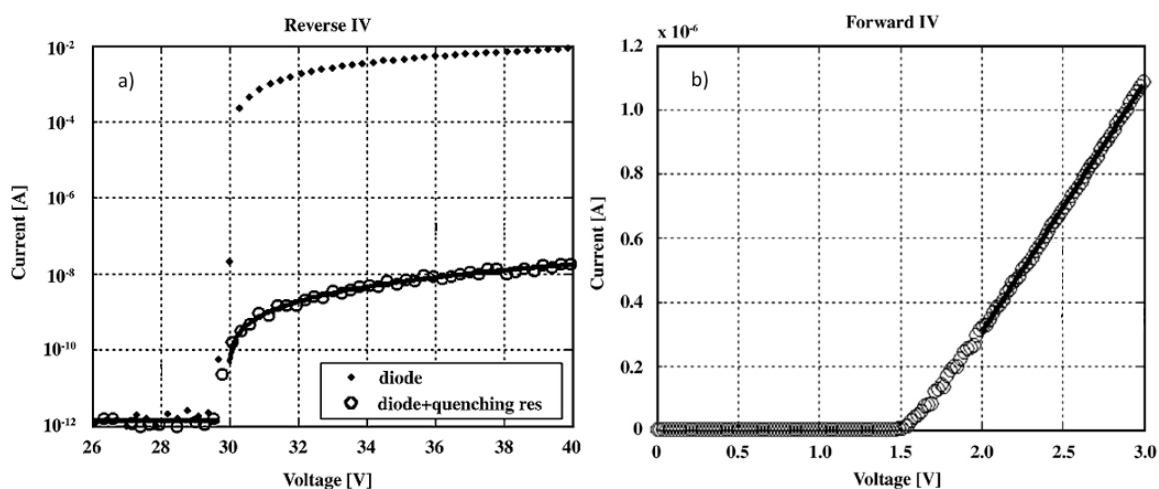 Reverse IV
a)
10⁻²
10⁻⁴
10⁻⁶
10⁻⁸
10⁻¹⁰
10⁻¹²
Current [A]
diode
diode+quenching res
26 28 30 32 34 36 38 40
Voltage [V]
Forward IV
x 10⁻⁶
b)
1.2
1.0
0.8
0.6
0.4
0.2
0
Current [A]
0 0.5 1.0 1.5 2.0 2.5 3.0
Voltage [V]